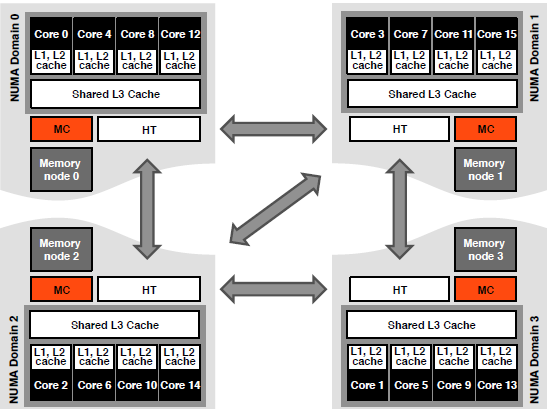 NUMA Domain 0
Core 0 Core 4 Core 8 Core 12
L1, L2 L1, L2 L1, L2 L1, L2
cache cache cache cache
Shared L3 Cache
MC HT
Memory
node 0
NUMA Domain 1
Core 3 Core 7 Core 11 Core 15
L1, L2 L1, L2 L1, L2 L1, L2
cache cache cache cache
Shared L3 Cache
HT MC
Memory
node 1
NUMA Domain 2
Memory
node 2
MC HT
Shared L3 Cache
L1, L2 L1, L2 L1, L2 L1, L2
cache cache cache cache
Core 2 Core 6 Core 10 Core 14
NUMA Domain 3
Memory
node 3
HT MC
Shared L3 Cache
L1, L2 L1, L2 L1, L2 L1, L2
cache cache cache cache
Core 1 Core 5 Core 9 Core 13